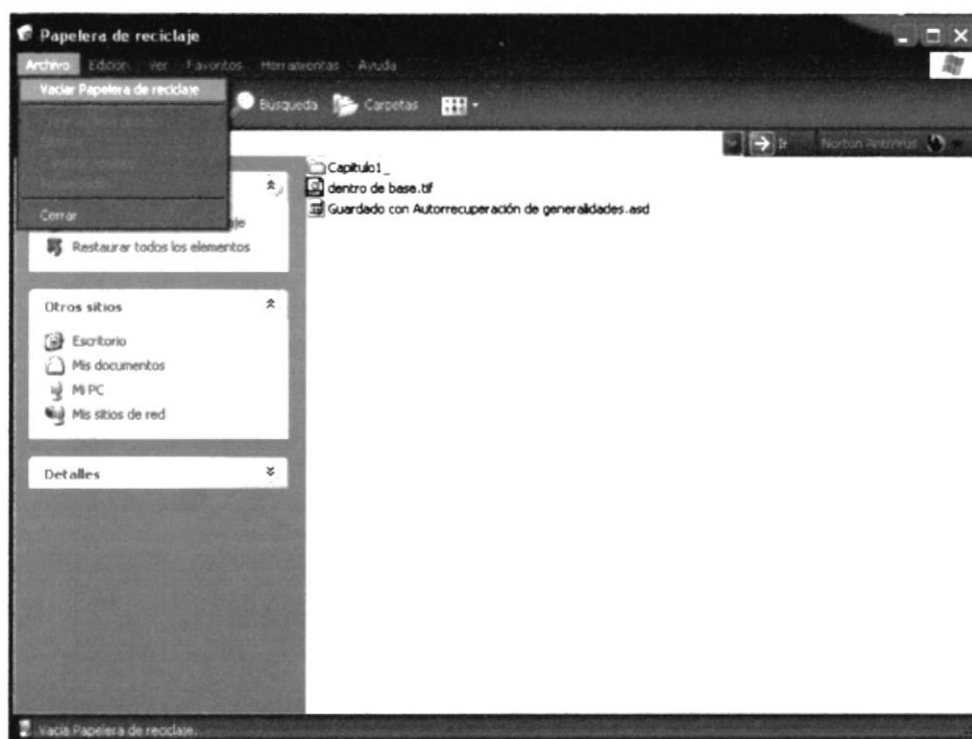 Papelera de reciclaje
Archivo Edición Ver Favoritos Herramientas Ayuda
Vaciar Papelera de reciclaje
Búsqueda Carpetas
Ir Norton AntiVirus
Cerrar
Restaurar todos los elementos
Otros sitios
Escritorio
Mis documentos
Mi PC
Mis sitios de red
Detalles
Capitulo1_
dentro de base.tif
Guardado con Autorrecuperación de generalidades.asd
Vacia Papelera de reciclaje.